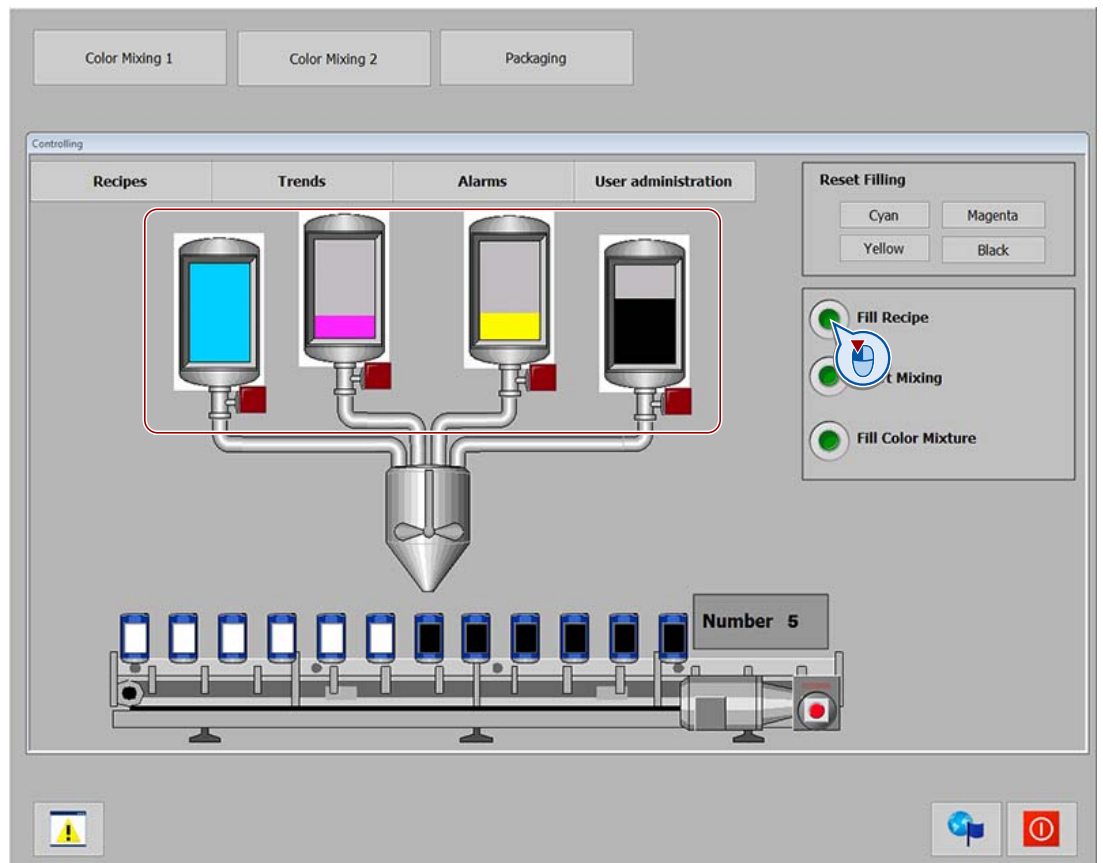 Color Mixing 1
Color Mixing 2
Packaging
Controlling
Recipes
Trends
Alarms
User administration
Reset Filling
Cyan
Magenta
Yellow
Black
Fill Recipe
t Mixing
Fill Color Mixture
Number 5